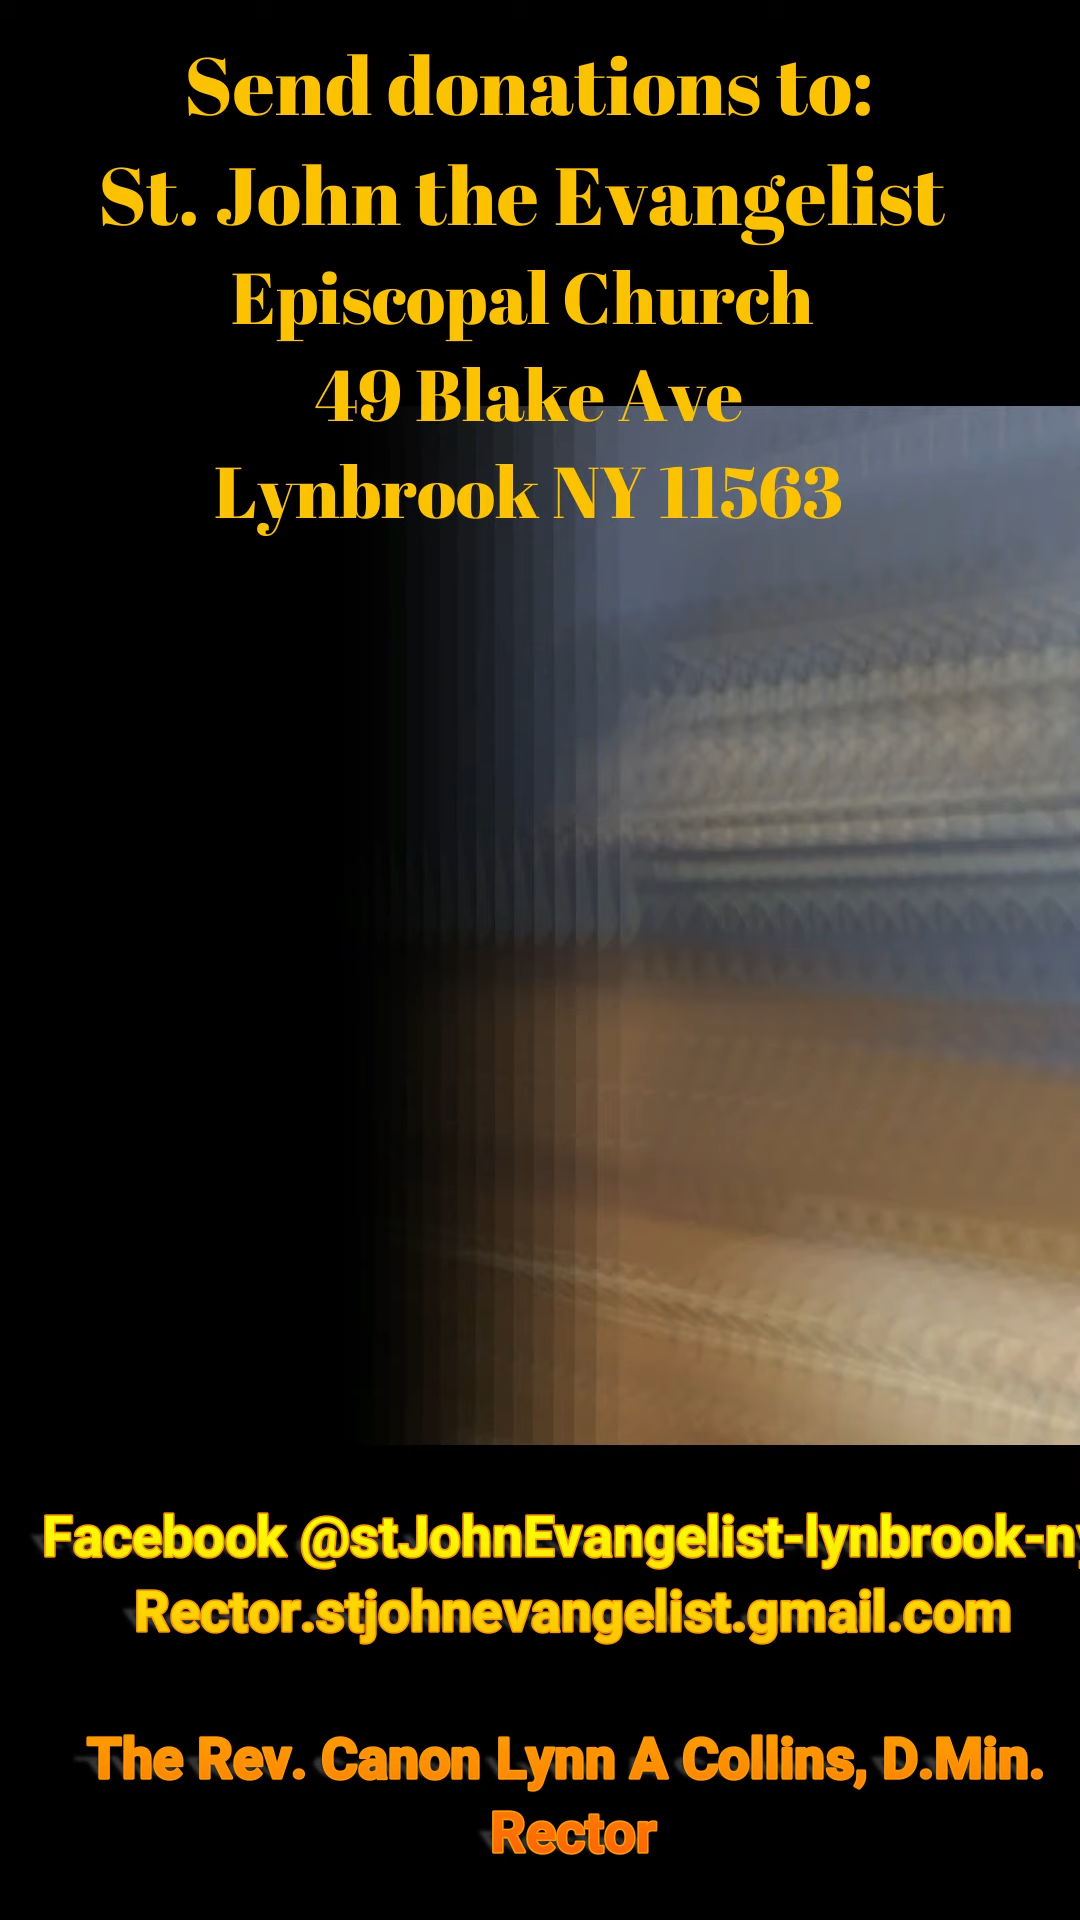 Send donations to:
St. John the Evangelist
Episcopal Church
49 Blake Ave
Lynbrook NY 11563
Facebook @stJohnEvangelist-lynbrook-ny
Rector.stjohnevangelist.gmail.com
The Rev. Canon Lynn A Collins, D.Min.
Rector